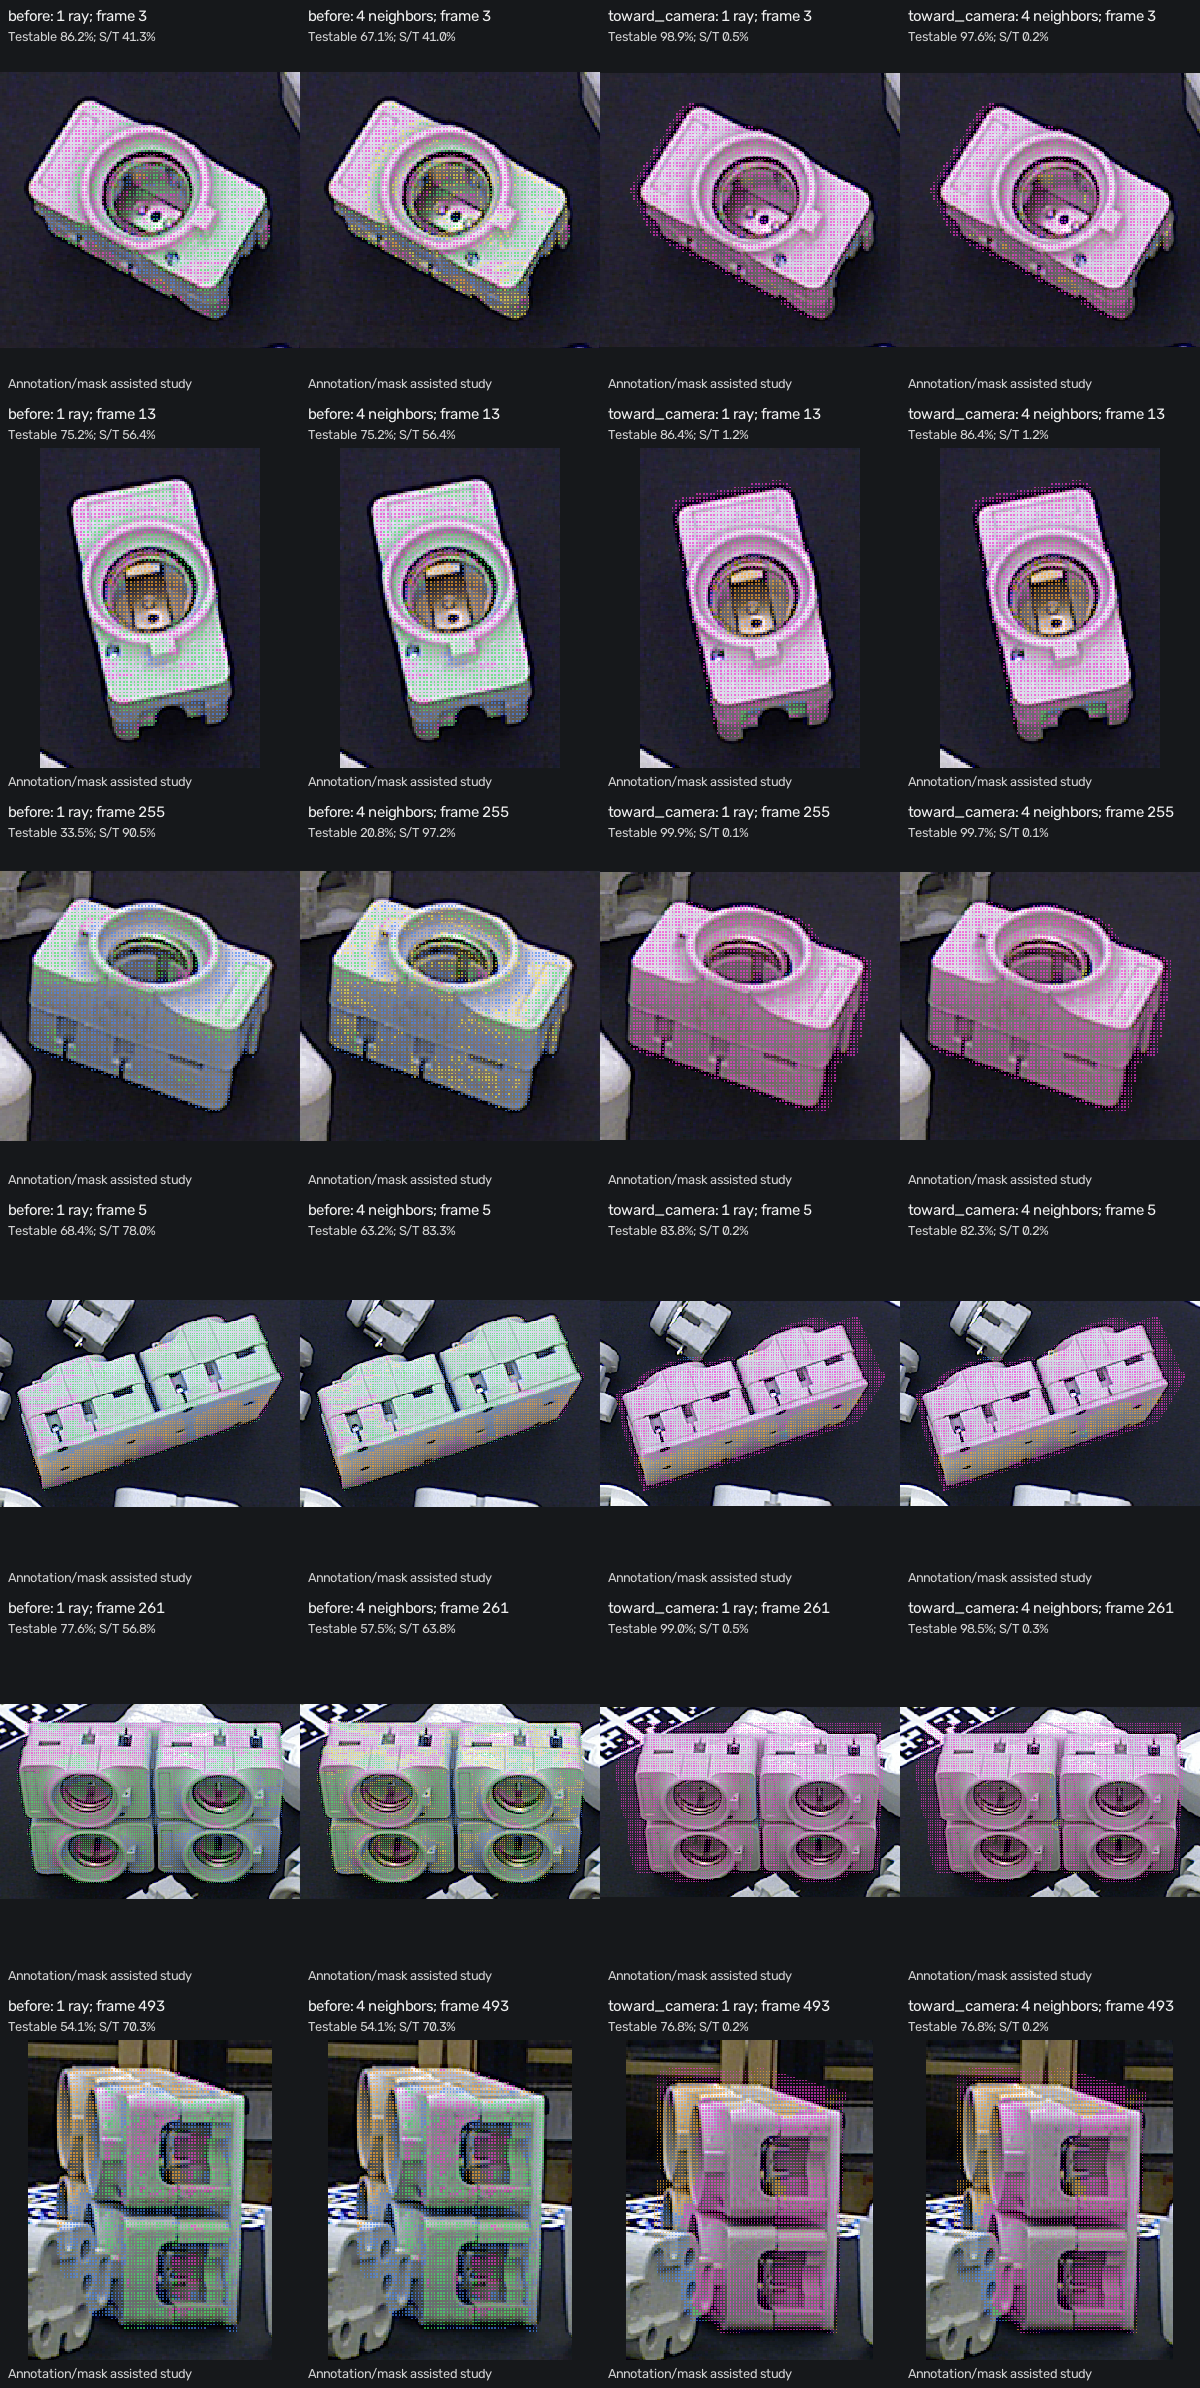 before: 1 ray; frame 3
Testable 86.2%; S/T 41.3%
before: 4 neighbors; frame 3
Testable 67.1%; S/T 41.0%
toward_camera: 1 ray; frame 3
Testable 98.9%; S/T 0.5%
toward_camera: 4 neighbors; frame 3
Testable 97.6%; S/T 0.2%
Annotation/mask assisted study
Annotation/mask assisted study
Annotation/mask assisted study
Annotation/mask assisted study
before: 1 ray; frame 13
Testable 75.2%; S/T 56.4%
before: 4 neighbors; frame 13
Testable 75.2%; S/T 56.4%
toward_camera: 1 ray; frame 13
Testable 86.4%; S/T 1.2%
toward_camera: 4 neighbors; frame 13
Testable 86.4%; S/T 1.2%
Annotation/mask assisted study
Annotation/mask assisted study
Annotation/mask assisted study
Annotation/mask assisted study
before: 1 ray; frame 255
Testable 33.5%; S/T 90.5%
before: 4 neighbors; frame 255
Testable 20.8%; S/T 97.2%
toward_camera: 1 ray; frame 255
Testable 99.9%; S/T 0.1%
toward_camera: 4 neighbors; frame 255
Testable 99.7%; S/T 0.1%
Annotation/mask assisted study
Annotation/mask assisted study
Annotation/mask assisted study
Annotation/mask assisted study
before: 1 ray; frame 5
Testable 68.4%; S/T 78.0%
before: 4 neighbors; frame 5
Testable 63.2%; S/T 83.3%
toward_camera: 1 ray; frame 5
Testable 83.8%; S/T 0.2%
toward_camera: 4 neighbors; frame 5
Testable 82.3%; S/T 0.2%
Annotation/mask assisted study
Annotation/mask assisted study
Annotation/mask assisted study
Annotation/mask assisted study
before: 1 ray; frame 261
Testable 77.6%; S/T 56.8%
before: 4 neighbors; frame 261
Testable 57.5%; S/T 63.8%
toward_camera: 1 ray; frame 261
Testable 99.0%; S/T 0.5%
toward_camera: 4 neighbors; frame 261
Testable 98.5%; S/T 0.3%
Annotation/mask assisted study
Annotation/mask assisted study
Annotation/mask assisted study
Annotation/mask assisted study
before: 1 ray; frame 493
Testable 54.1%; S/T 70.3%
before: 4 neighbors; frame 493
Testable 54.1%; S/T 70.3%
toward_camera: 1 ray; frame 493
Testable 76.8%; S/T 0.2%
toward_camera: 4 neighbors; frame 493
Testable 76.8%; S/T 0.2%
Annotation/mask assisted study
Annotation/mask assisted study
Annotation/mask assisted study
Annotation/mask assisted study